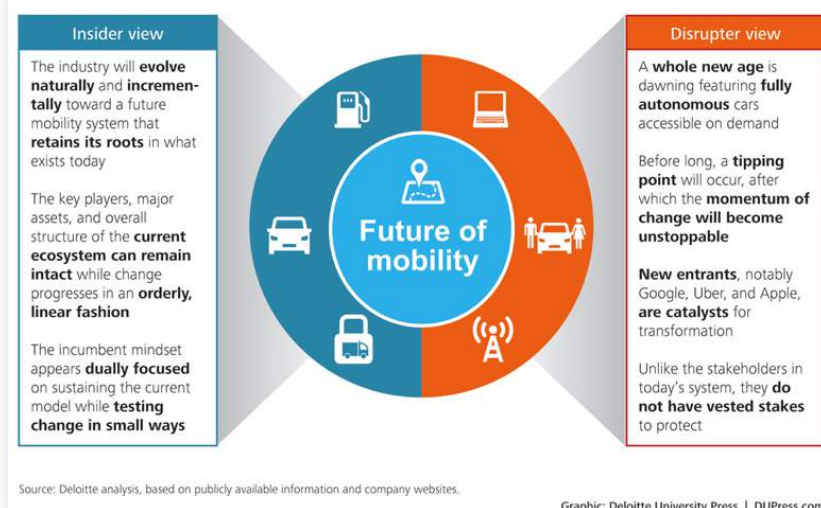 Insider view
The industry will evolve
naturally and incremen-
tally toward a future
mobility system that
retains its roots in what
exists today
The key players, major
assets, and overall
structure of the current
ecosystem can remain
intact while change
progresses in an orderly,
linear fashion
The incumbent mindset
appears dually focused
on sustaining the current
model while testing
change in small ways
Future of
mobility
Disrupter view
A whole new age is
dawning featuring fully
autonomous cars
accessible on demand
Before long, a tipping
point will occur, after
which the momentum of
change will become
unstoppable
New entrants, notably
Google, Uber, and Apple,
are catalysts for
transformation
Unlike the stakeholders in
today's system, they do
not have vested stakes
to protect
Source: Deloitte analysis, based on publicly available information and company websites.
Graphic: Deloitte University Press | DUPress.com